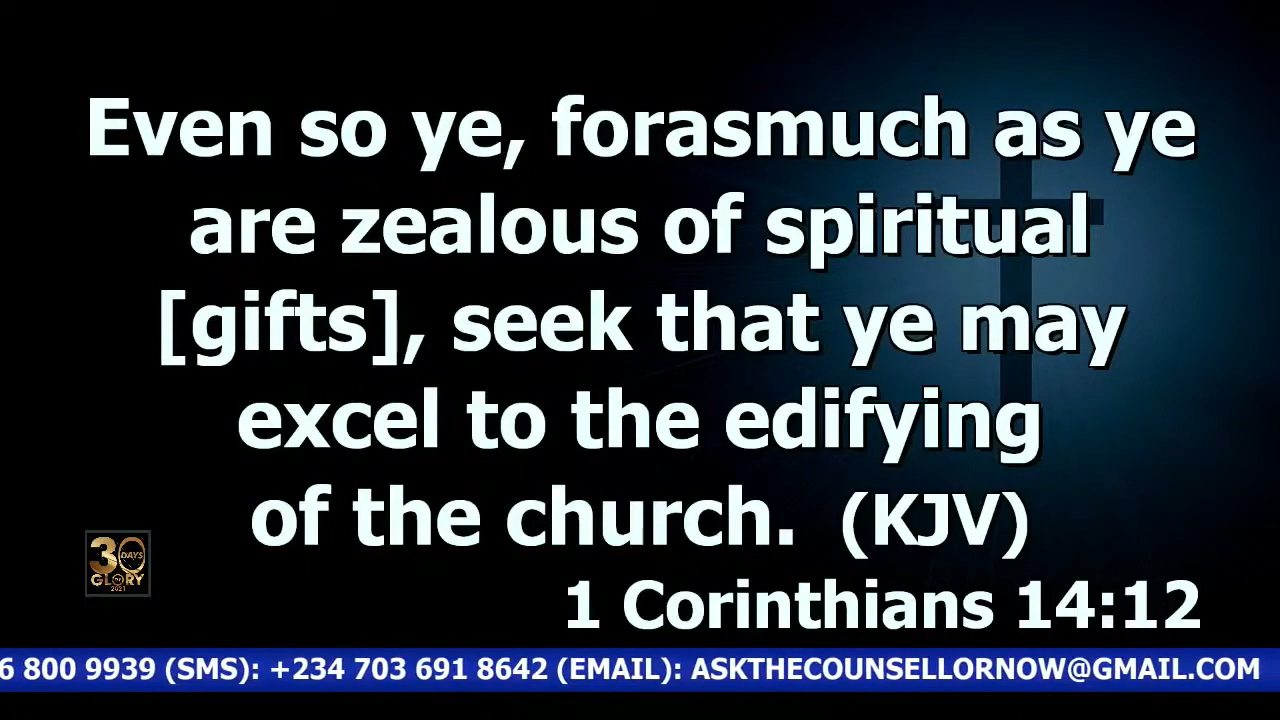 Even so ye, forasmuch as ye
are zealous of spiritual
[gifts], seek that ye may
excel to the edifying
of the church. (KJV)
1 Corinthians 14:12
30
DAYS
OF
GLORY
2021
6 800 9939 (SMS): +234 703 691 8642 (EMAIL): ASKTHECOUNSELLORNOW@GMAIL.COM